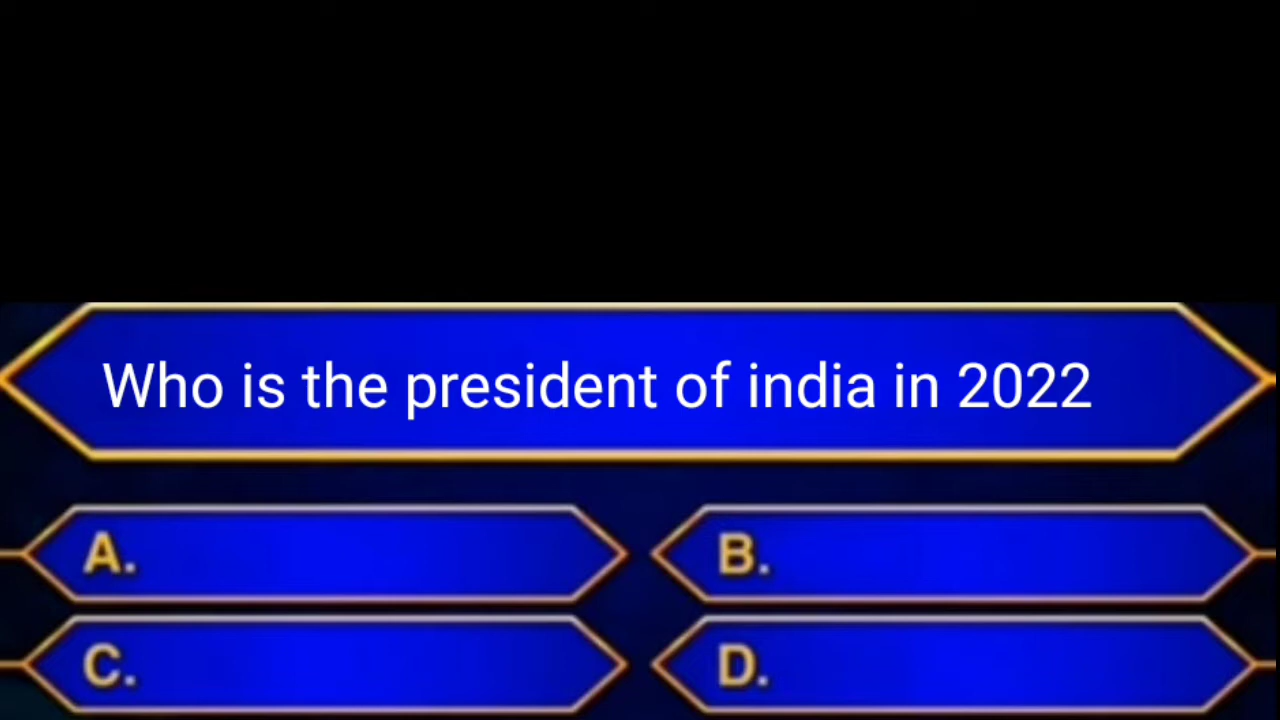 Who is the president of india in 2022
A.
B.
C.
D.